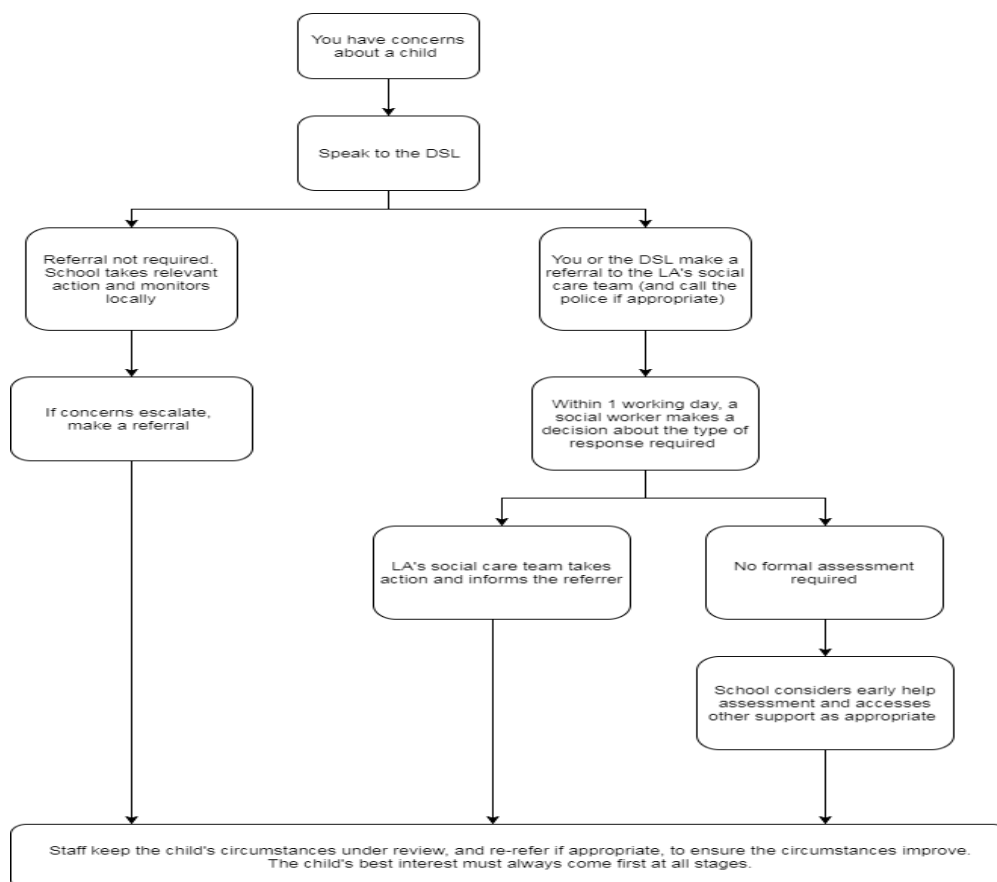 You have concerns
about a child
Speak to the DSL
Referral not required.
School takes relevant
action and monitors
locally
You or the DSL make a
referral to the LA's social
care team (and call the
police if appropriate)
If concerns escalate,
make a referral
Within 1 working day, a
social worker makes a
decision about the type of
response required
LA's social care team takes
action and informs the referrer
No formal assessment
required
School considers early help
assessment and accesses
other support as appropriate
Staff keep the child's circumstances under review, and re-refer if appropriate, to ensure the circumstances improve.
The child's best interest must always come first at all stages.